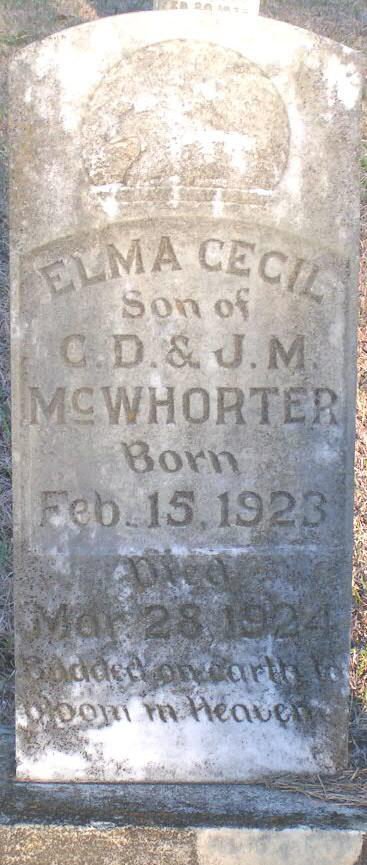 ELMA CECIL
Son of
C.D. & J.M.
McWHORTER
Born
Feb. 15, 1923
Died
Mar 28, 1924
Budded on earth to
bloom in Heaven